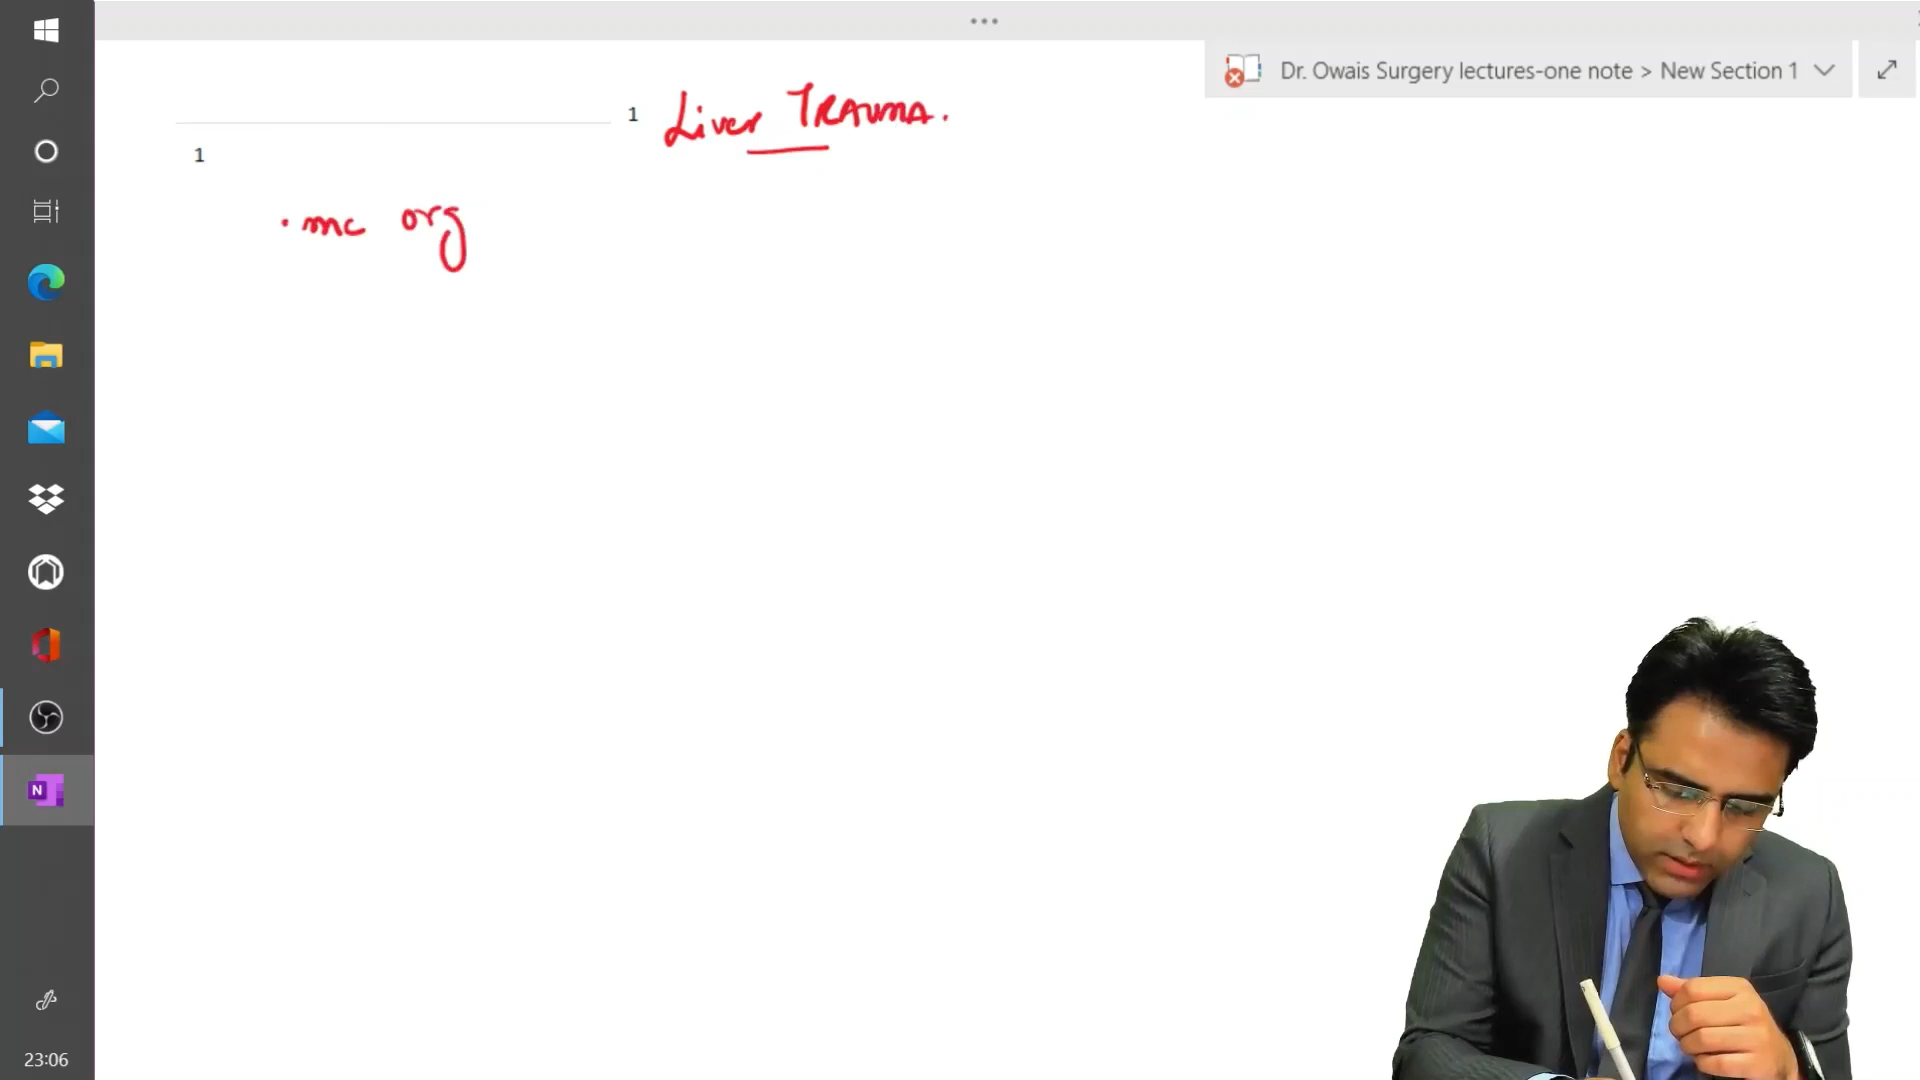 Dr. Owais Surgery lectures-one note > New Section 1
1 Liver TRAUMA.
1
. mc org
N
23:06